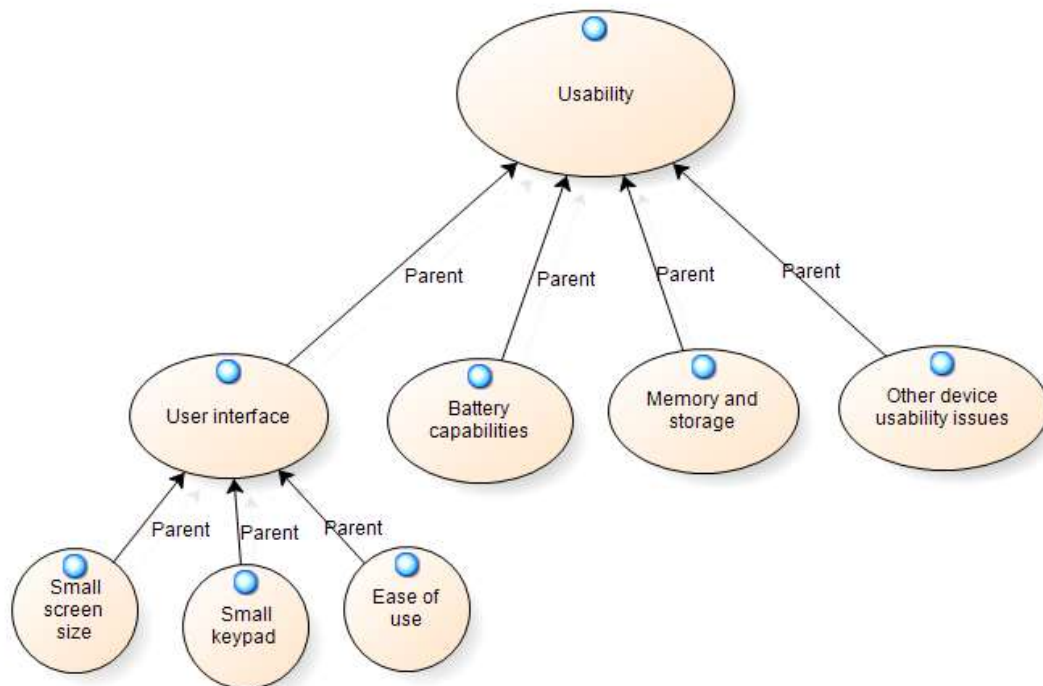 Usability
Parent
Parent
Parent
Parent
User interface
Battery
capabilities
Memory and
storage
Other device
usability issues
Parent
Parent
Parent
Small
screen
size
Small
keypad
Ease of
use